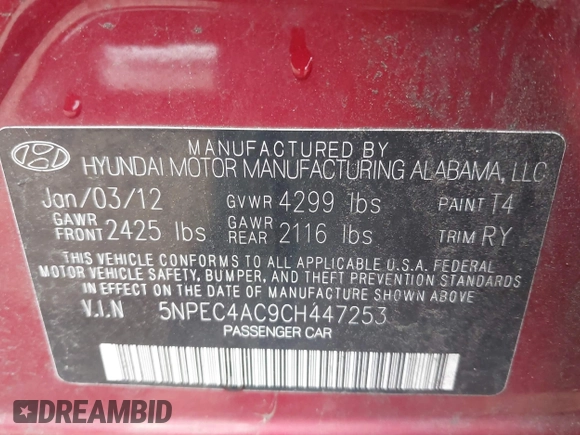 MANUFACTURED BY
HYUNDAI MOTOR MANUFACTURING ALABAMA, LLC
Jan/03/12 GVWR 4299 lbs PAINT T4
GAWR FRONT 2425 lbs GAWR REAR 2116 lbs TRIM RY
THIS VEHICLE CONFORMS TO ALL APPLICABLE U.S.A. FEDERAL
MOTOR VEHICLE SAFETY, BUMPER, AND THEFT PREVENTION STANDARDS
IN EFFECT ON THE DATE OF MANUFACTURE SHOWN ABOVE
V.I.N 5NPEC4AC9CH447253
PASSENGER CAR
DREAMBID